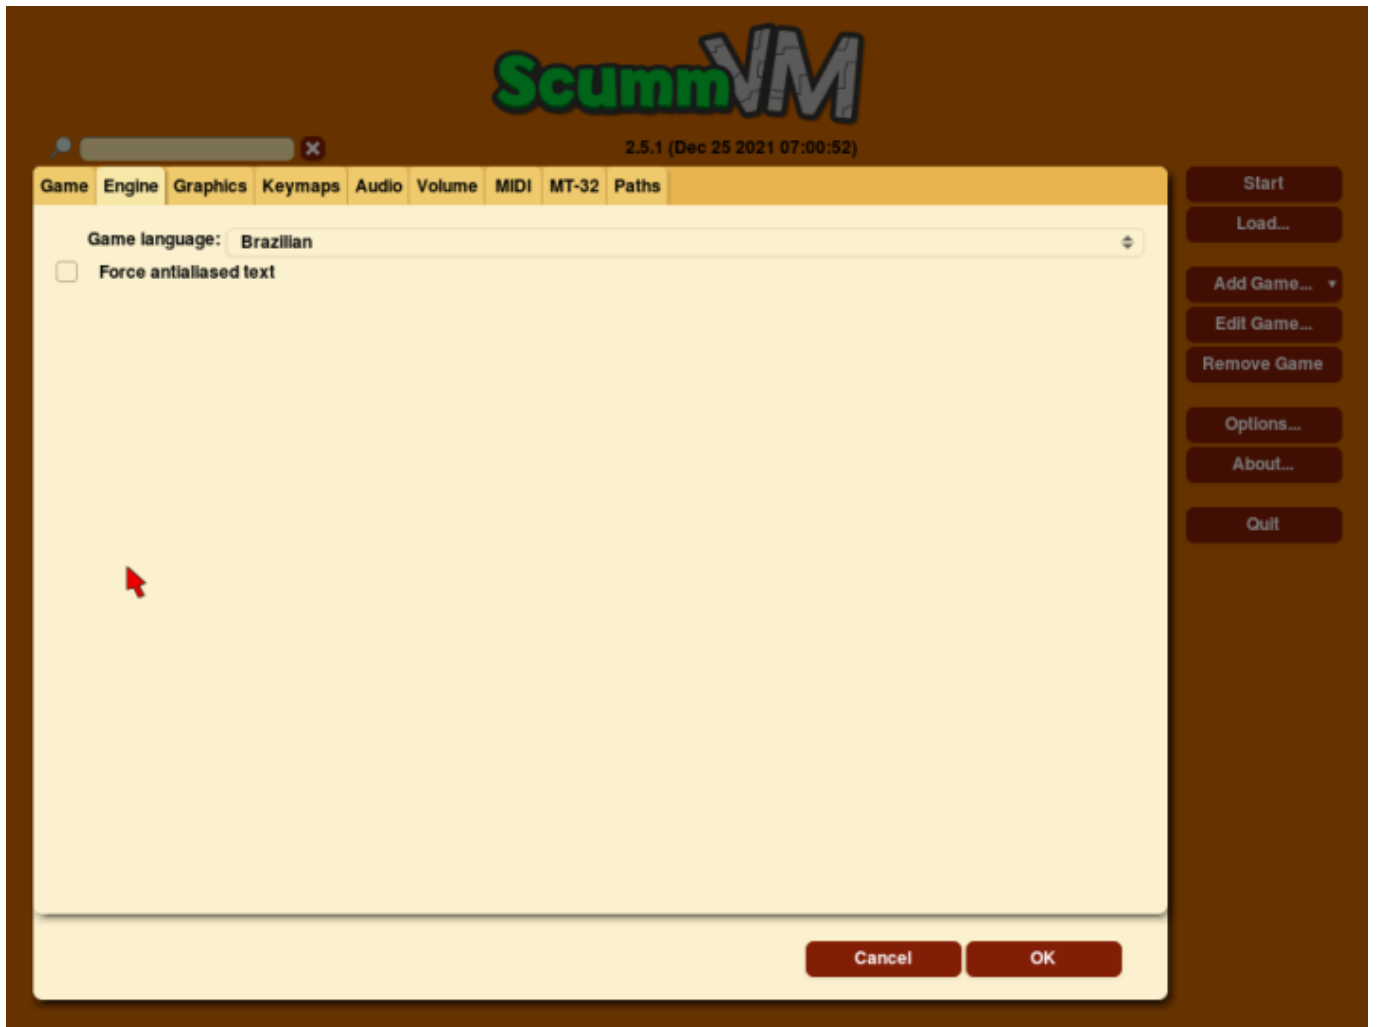 ScummVM
2.5.1 (Dec 25 2021 07:00:52)
Game Engine Graphics Keymaps Audio Volume MIDI MT-32 Paths
Game language: Brazilian
Force antialiased text
Start
Load...
Add Game...
Edit Game...
Remove Game
Options...
About...
Quit
Cancel OK